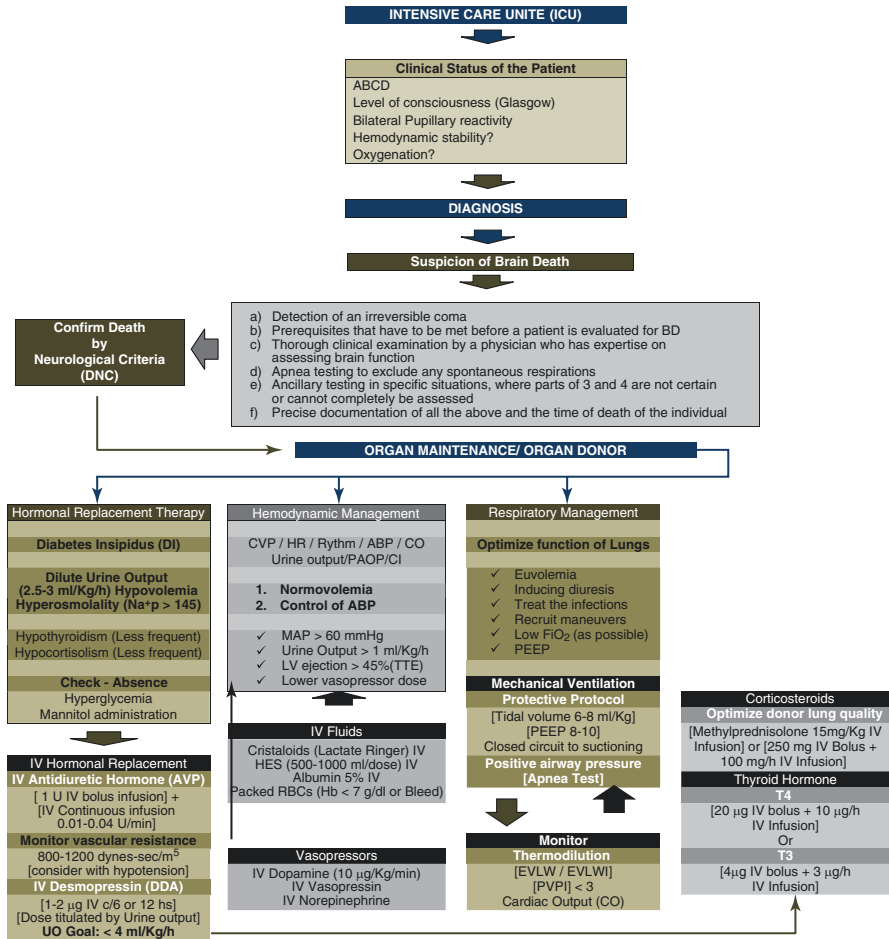 INTENSIVE CARE UNITE (ICU)
Clinical Status of the Patient
ABCD
Level of consciousness (Glasgow)
Bilateral Pupillary reactivity
Hemodynamic stability?
Oxygenation?
DIAGNOSIS
Suspicion of Brain Death
a) Detection of an irreversible coma
b) Prerequisites that have to be met before a patient is evaluated for BD
c) Thorough clinical examination by a physician who has expertise on
assessing brain function
d) Apnea testing to exclude any spontaneous respirations
e) Ancillary testing in specific situations, where parts of 3 and 4 are not certain
or cannot completely be assessed
f) Precise documentation of all the above and the time of death of the individual
Confirm Death
by
Neurological Criteria
(DNC)
ORGAN MAINTENANCE/ ORGAN DONOR
Hormonal Replacement Therapy
Diabetes Insipidus (DI)
Dilute Urine Output
(2.5-3 ml/Kg/h) Hypovolemia
Hyperosmolality (Na⁺p > 145)
Hypothyroidism (Less frequent)
Hypocortisolism (Less frequent)
Check - Absence
Hyperglycemia
Mannitol administration
IV Hormonal Replacement
IV Antidiuretic Hormone (AVP)
[ 1 U IV bolus infusion] +
[IV Continuous infusion
0.01-0.04 U/min]
Monitor vascular resistance
800-1200 dynes-sec/m⁵
[consider with hypotension]
IV Desmopressin (DDA)
[1-2 μg IV c/6 or 12 hs]
[Dose titulated by Urine output]
UO Goal: < 4 ml/Kg/h
Hemodynamic Management
CVP / HR / Rythm / ABP / CO
Urine output/PAOP/CI
1. Normovolemia
2. Control of ABP
✓ MAP > 60 mmHg
✓ Urine Output > 1 ml/Kg/h
✓ LV ejection > 45%(TTE)
✓ Lower vasopressor dose
IV Fluids
Cristaloids (Lactate Ringer) IV
HES (500-1000 ml/dose) IV
Albumin 5% IV
Packed RBCs (Hb < 7 g/dl or Bleed)
Vasopressors
IV Dopamine (10 μg/Kg/min)
IV Vasopressin
IV Norepinephrine
Respiratory Management
Optimize function of Lungs
✓ Euvolemia
✓ Inducing diuresis
✓ Treat the infections
✓ Recruit maneuvers
✓ Low FiO₂ (as possible)
✓ PEEP
Mechanical Ventilation
Protective Protocol
[Tidal volume 6-8 ml/Kg]
[PEEP 8-10]
Closed circuit to suctioning
Positive airway pressure
[Apnea Test]
Monitor
Thermodilution
[EVLW / EVLWI]
[PVPI] < 3
Cardiac Output (CO)
Corticosteroids
Optimize donor lung quality
[Methylprednisolone 15mg/Kg IV
Infusion] or [250 mg IV Bolus +
100 mg/h IV Infusion]
Thyroid Hormone
T4
[20 μg IV bolus + 10 μg/h
IV Infusion]
Or
T3
[4μg IV bolus + 3 μg/h
IV Infusion]